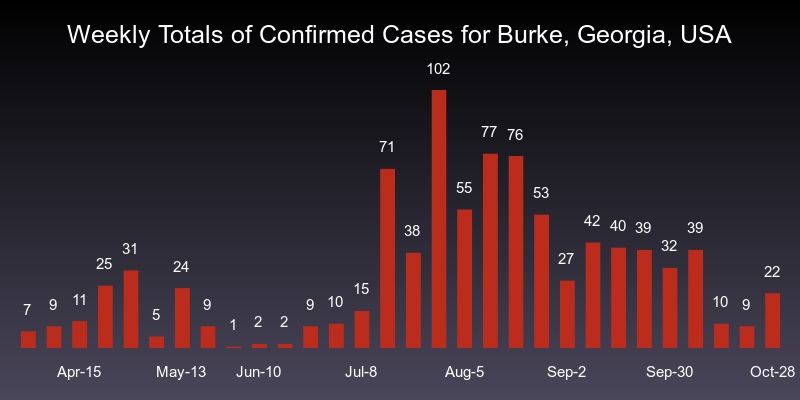 Weekly Totals of Confirmed Cases for Burke, Georgia, USA
7 9 11 25 31 5 24 9 1 2 2 9 10 15 71 38 102 55 77 76 53 27 42 40 39 32 39 10 9 22
Apr-15 May-13 Jun-10 Jul-8 Aug-5 Sep-2 Sep-30 Oct-28